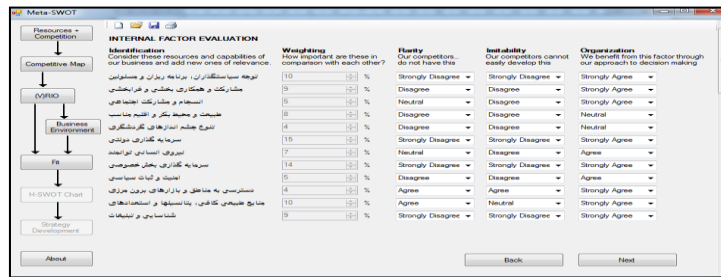 Meta-SWOT
Resources + Competition
Competitive Map
(V)RIO
Business Environment
Fit
H-SWOT Chart
Strategy Development
About
INTERNAL FACTOR EVALUATION
Identification
Consider these resources and capabilities of
our business and add new ones of relevance.
Weighting
How important are these in
comparison with each other?
Rarity
Our competitors...
do not have this
Imitability
Our competitors cannot
easily develop this
Organization
We benefit from this factor through
our approach to decision making
توجه سیاستگذاران، برنامه ریزان و مسئولین 10 % Strongly Disagree Strongly Disagree Strongly Agree
مشارکت و همکاری بخشی و فرابخشی 9 % Disagree Disagree Strongly Agree
انسجام و مشارکت اجتماعی 5 % Neutral Disagree Strongly Agree
طبیعت و محیط بکر و اقلیم مناسب 8 % Disagree Disagree Neutral
تنوع چشم اندازهای گردشگری 4 % Disagree Disagree Neutral
سرمایه گذاری دولتی 15 % Strongly Disagree Strongly Disagree Strongly Agree
نیروی انسانی توانمند 7 % Neutral Disagree Agree
سرمایه گذاری بخش خصوصی 14 % Strongly Disagree Strongly Disagree Strongly Agree
امنیت و ثبات سیاسی 5 % Disagree Disagree Agree
دسترسی به مناطق و بازارهای برون مرزی 4 % Agree Agree Strongly Agree
منابع طبیعی کافی، پتانسیلها و استعدادهای 10 % Agree Neutral Strongly Agree
شناسایی و تبلیغات 9 % Strongly Disagree Strongly Disagree Strongly Agree
Back
Next